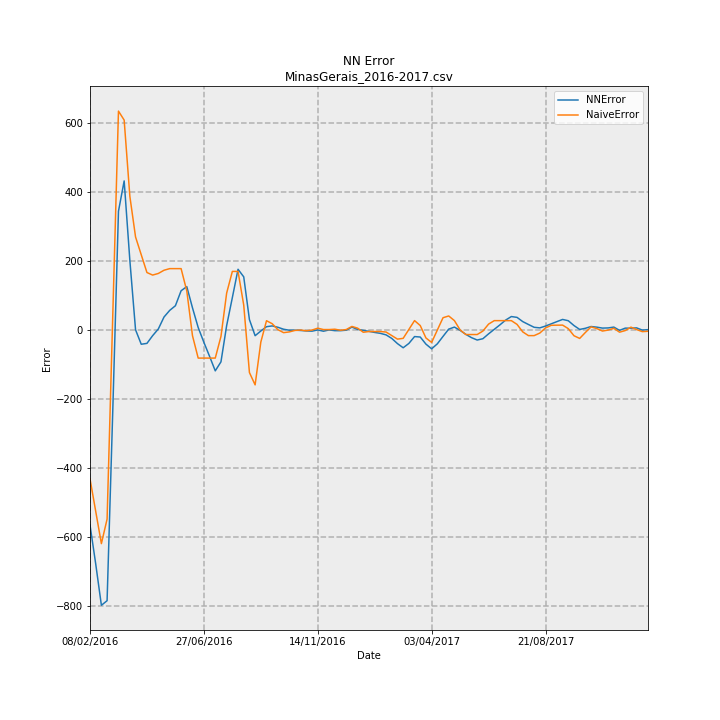 NN Error
MinasGerais_2016-2017.csv
NNError
NaiveError
600
400
200
0
−200
−400
−600
−800
Error
08/02/2016
27/06/2016
14/11/2016
03/04/2017
21/08/2017
Date